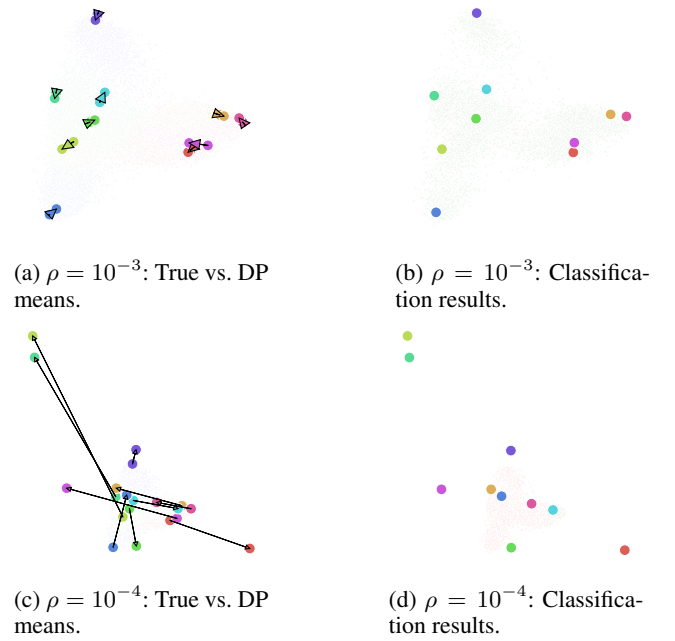 (a) ρ = 10⁻³: True vs. DP
means.
(b) ρ = 10⁻³: Classifica-
tion results.
(c) ρ = 10⁻⁴: True vs. DP
means.
(d) ρ = 10⁻⁴: Classifica-
tion results.